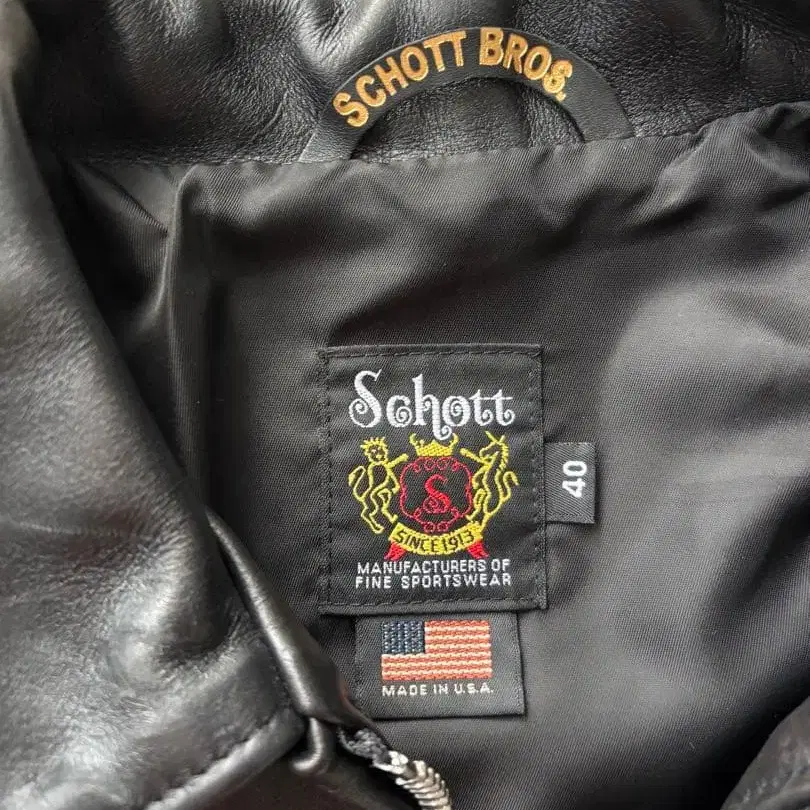 SCHOTT BROS.
Schott
S
SINCE 1913
MANUFACTURERS OF
FINE SPORTSWEAR
40
MADE IN U.S.A.